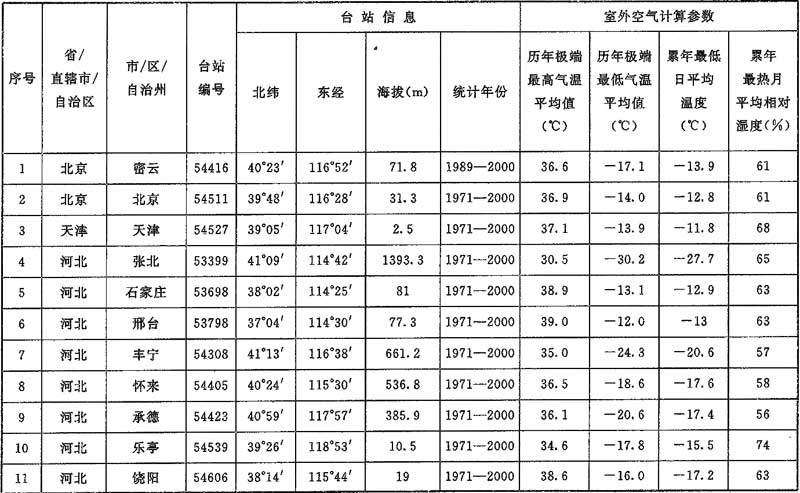 序号 省/直辖市/自治区 市/区/自治州 台站编号 台站信息 室外空气计算参数
北纬 东经 海拔(m) 统计年份 历年极端最高气温平均值(℃) 历年极端最低气温平均值(℃) 累年最低日平均温度(℃) 累年最热月平均相对湿度(%)
1 北京 密云 54416 40°23′ 116°52′ 71.8 1989—2000 36.6 −17.1 −13.9 61
2 北京 北京 54511 39°48′ 116°28′ 31.3 1971—2000 36.9 −14.0 −12.8 61
3 天津 天津 54527 39°05′ 117°04′ 2.5 1971—2000 37.1 −13.9 −11.8 68
4 河北 张北 53399 41°09′ 114°42′ 1393.3 1971—2000 30.5 −30.2 −27.7 65
5 河北 石家庄 53698 38°02′ 114°25′ 81 1971—2000 38.9 −13.1 −12.9 63
6 河北 邢台 53798 37°04′ 114°30′ 77.3 1971—2000 39.0 −12.0 −13 63
7 河北 丰宁 54308 41°13′ 116°38′ 661.2 1971—2000 35.0 −24.3 −20.6 57
8 河北 怀来 54405 40°24′ 115°30′ 536.8 1971—2000 36.5 −18.6 −17.6 58
9 河北 承德 54423 40°59′ 117°57′ 385.9 1971—2000 36.1 −20.6 −17.4 56
10 河北 乐亭 54539 39°26′ 118°53′ 10.5 1971—2000 34.6 −17.8 −15.5 74
11 河北 饶阳 54606 38°14′ 115°44′ 19 1971—2000 38.6 −16.0 −17.2 63